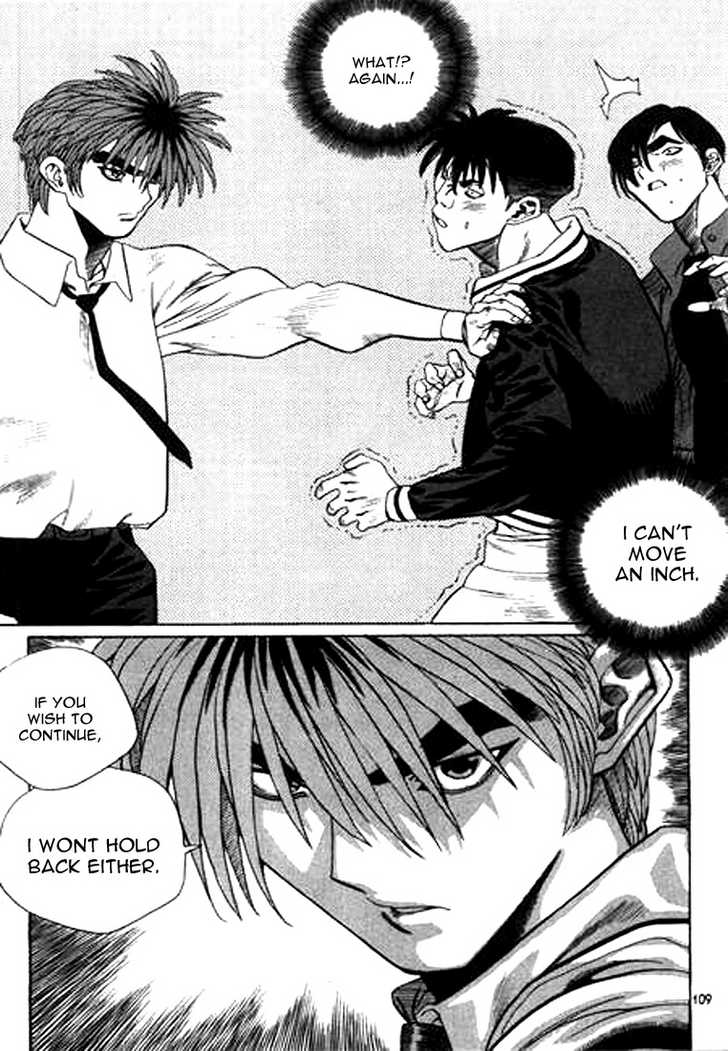 WHAT!?
AGAIN...!
I CAN'T
MOVE
AN INCH.
IF YOU
WISH TO
CONTINUE,
I WONT HOLD
BACK EITHER.
109